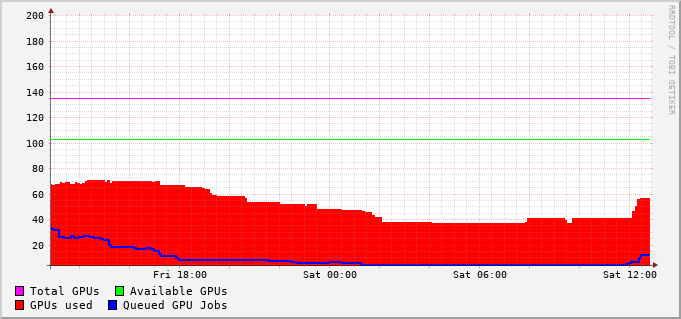 200
180
160
140
120
100
80
60
40
20
Fri 18:00 Sat 00:00 Sat 06:00 Sat 12:00
Total GPUs Available GPUs
GPUs used Queued GPU Jobs
RRDTOOL / TOBI OETIKER